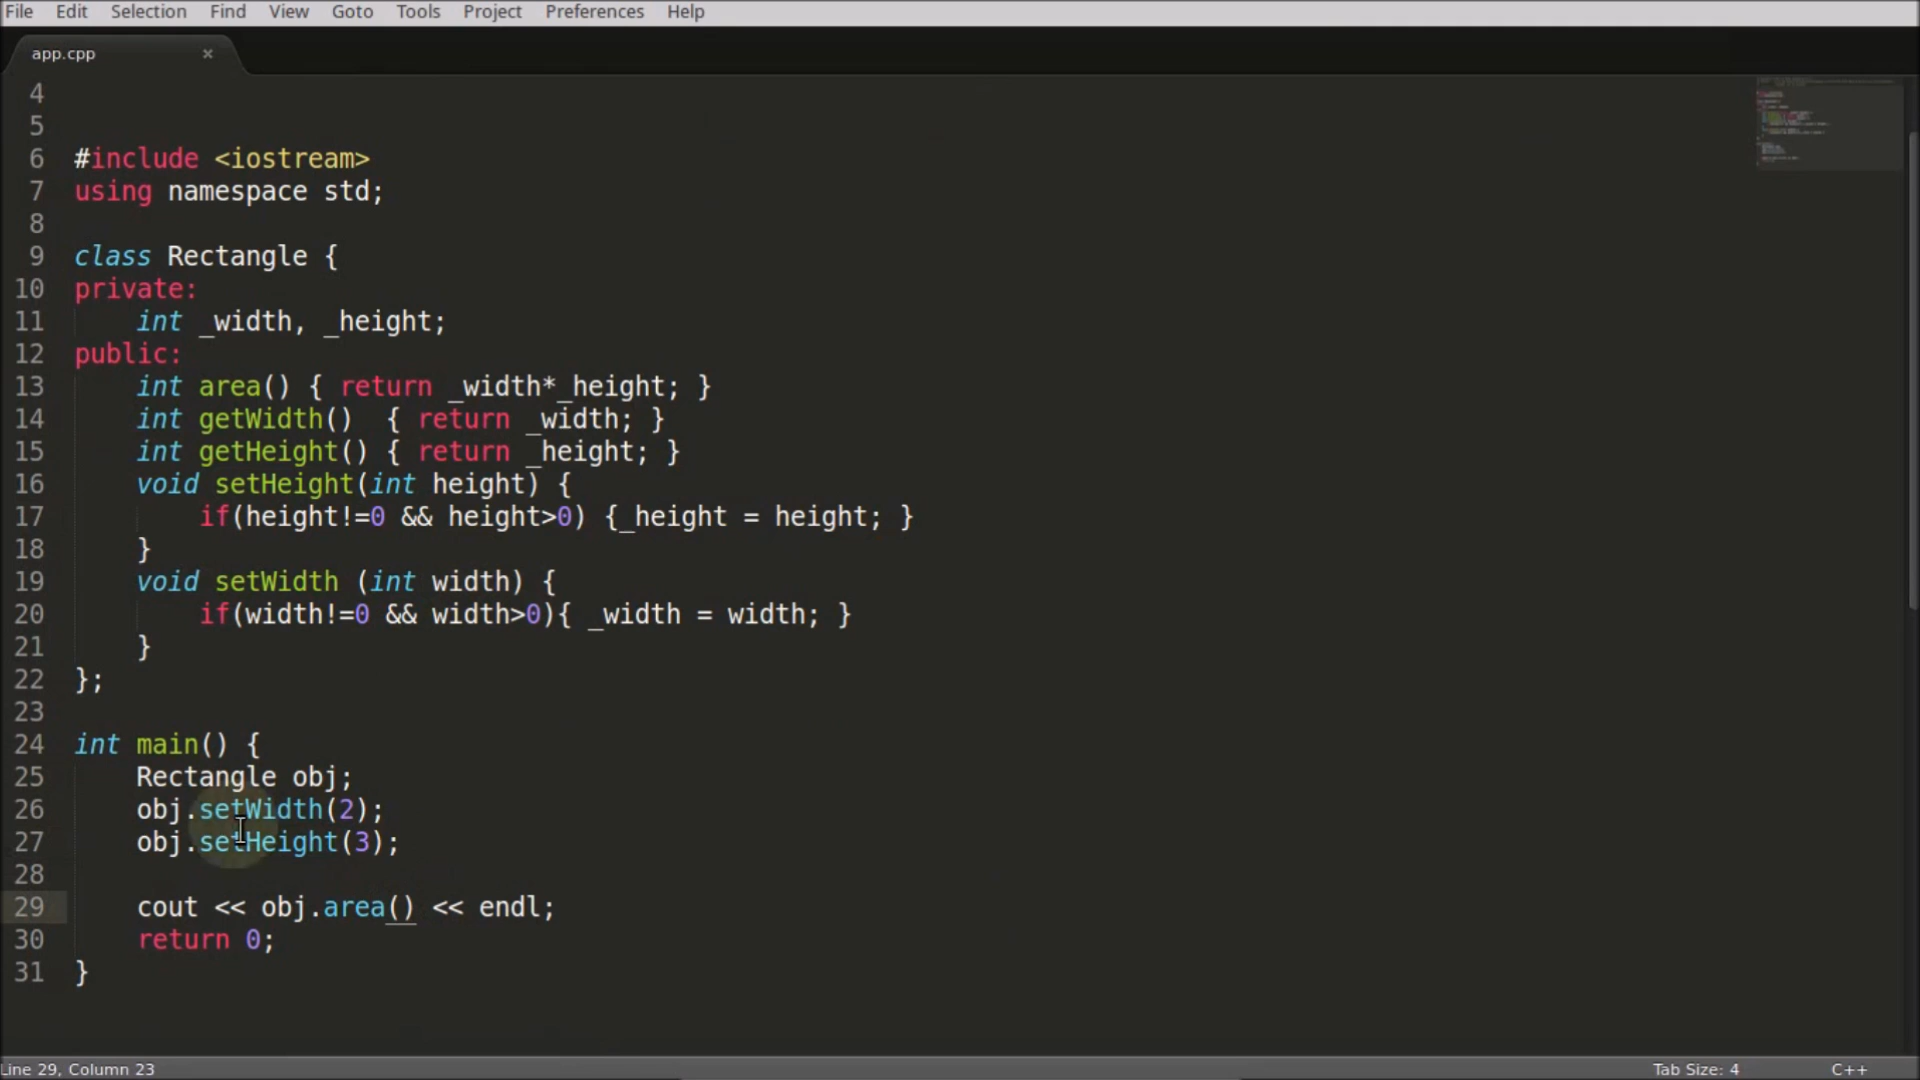 File Edit Selection Find View Goto Tools Project Preferences Help
app.cpp ×
4
5
6 #include <iostream>
7 using namespace std;
8
9 class Rectangle {
10 private:
11     int _width, _height;
12 public:
13     int area() { return _width*_height; }
14     int getWidth()  { return _width; }
15     int getHeight() { return _height; }
16     void setHeight(int height) {
17         if(height!=0 && height>0) {_height = height; }
18     }
19     void setWidth (int width) {
20         if(width!=0 && width>0){ _width = width; }
21     }
22 };
23
24 int main() {
25     Rectangle obj;
26     obj.setWidth(2);
27     obj.setHeight(3);
28
29     cout << obj.area() << endl;
30     return 0;
31 }
Line 29, Column 23 Tab Size: 4 C++